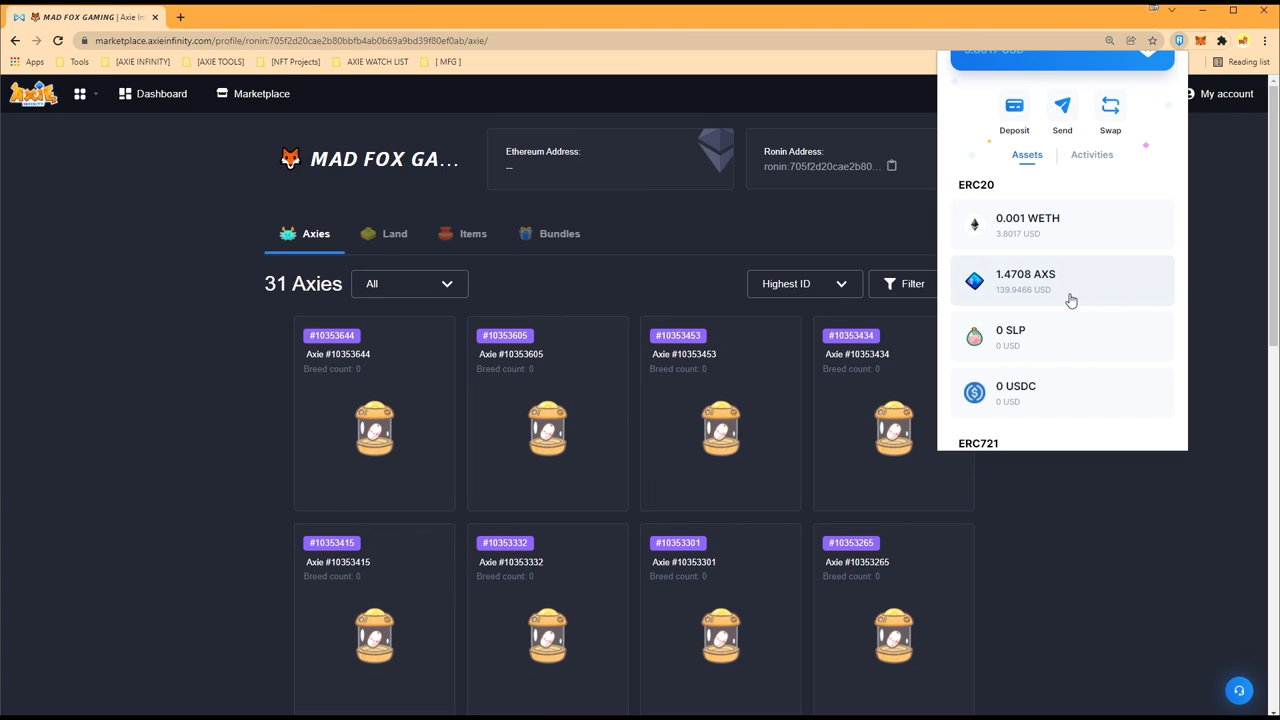 MAD FOX GAMING | Axie In
marketplace.axieinfinity.com/profile/ronin:705f2d20cae2b80bbfb4ab0b69a9bd39f80ef0ab/axie/
Apps
Tools
[AXIE INFINITY]
[AXIE TOOLS]
[NFT Projects]
AXIE WATCH LIST
[ MFG ]
Reading list
AXIE
INFINITY
Dashboard
Marketplace
My account
MAD FOX GA...
Ethereum Address:
--
Ronin Address:
ronin:705f2d20cae2b80...
Axies
Land
Items
Bundles
31 Axies
All
Highest ID
Filter
#10353644
Axie #10353644
Breed count: 0
#10353605
Axie #10353605
Breed count: 0
#10353453
Axie #10353453
Breed count: 0
#10353434
Axie #10353434
Breed count: 0
#10353415
Axie #10353415
Breed count: 0
#10353332
Axie #10353332
Breed count: 0
#10353301
Axie #10353301
Breed count: 0
#10353265
Axie #10353265
Breed count: 0
3.8017 USD
Deposit
Send
Swap
Assets
Activities
ERC20
0.001 WETH
3.8017 USD
1.4708 AXS
139.9466 USD
0 SLP
0 USD
0 USDC
0 USD
ERC721